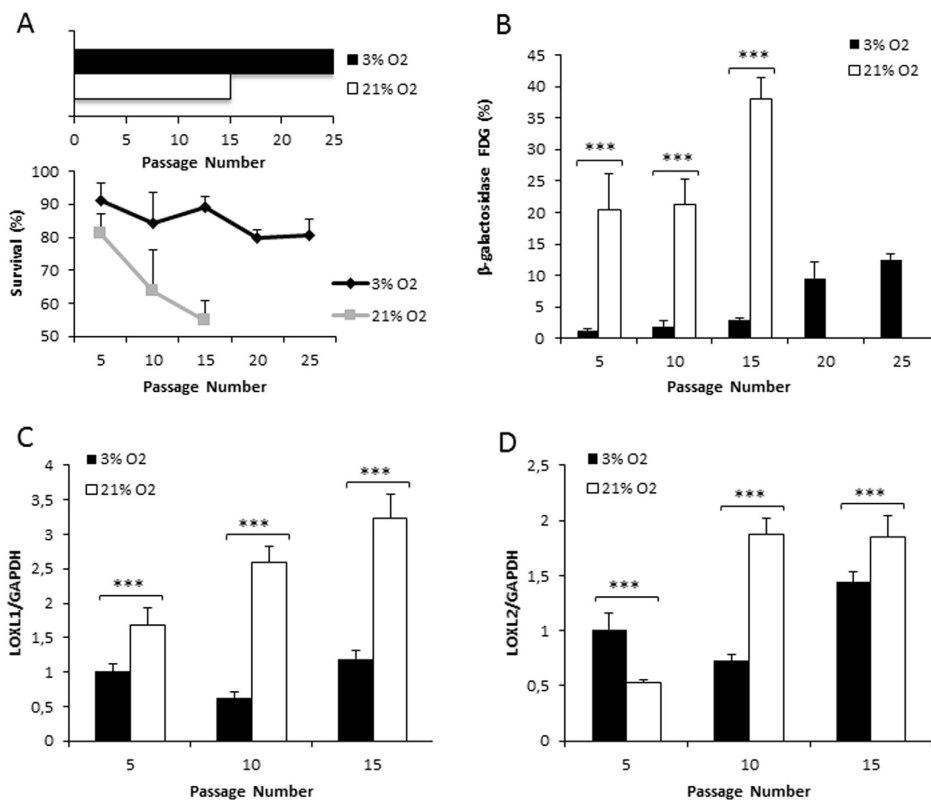 A
3% O2
21% O2
0 5 10 15 20 25
Passage Number
100
90
80
70
60
50
Survival (%)
3% O2
21% O2
5 10 15 20 25
Passage Number
B
3% O2
21% O2
45
40
35
30
25
20
15
10
5
0
β-galactosidase FDG (%)
*** *** ***
5 10 15 20 25
Passage Number
C
3% O2
21% O2
4
3,5
3
2,5
2
1,5
1
0,5
0
LOXL1/GAPDH
*** *** ***
5 10 15
Passage Number
D
3% O2
21% O2
2,5
2
1,5
1
0,5
0
LOXL2/GAPDH
*** *** ***
5 10 15
Passage Number